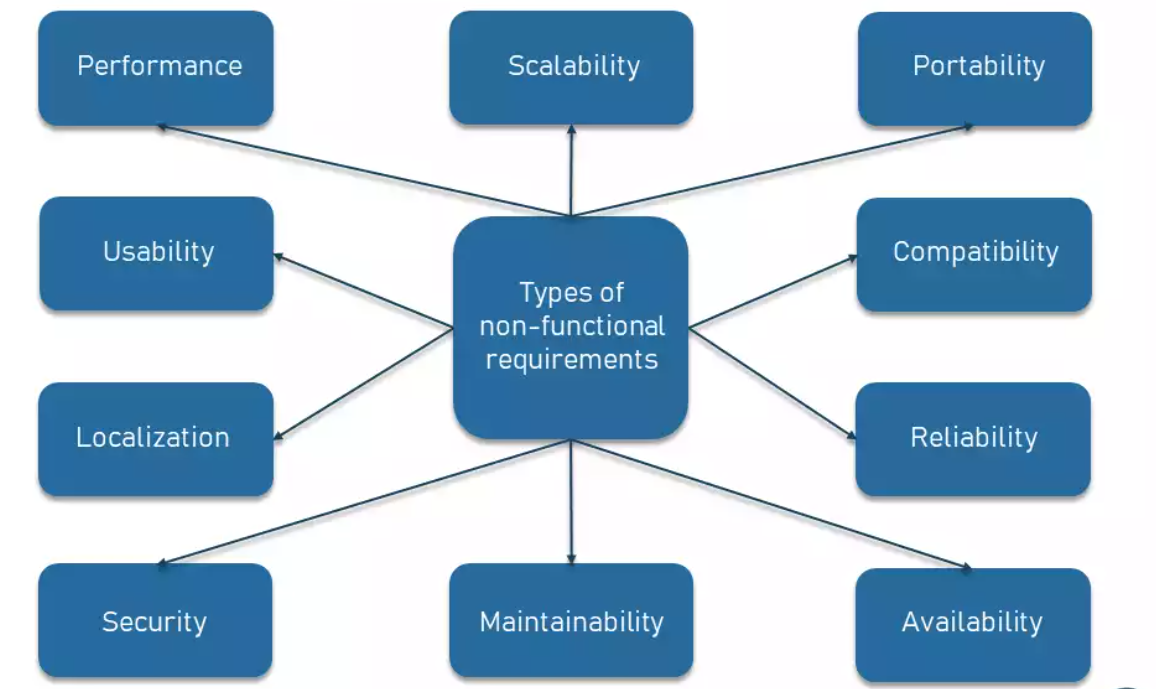 Performance
Scalability
Portability
Usability
Compatibility
Types of
non-functional
requirements
Localization
Reliability
Security
Maintainability
Availability